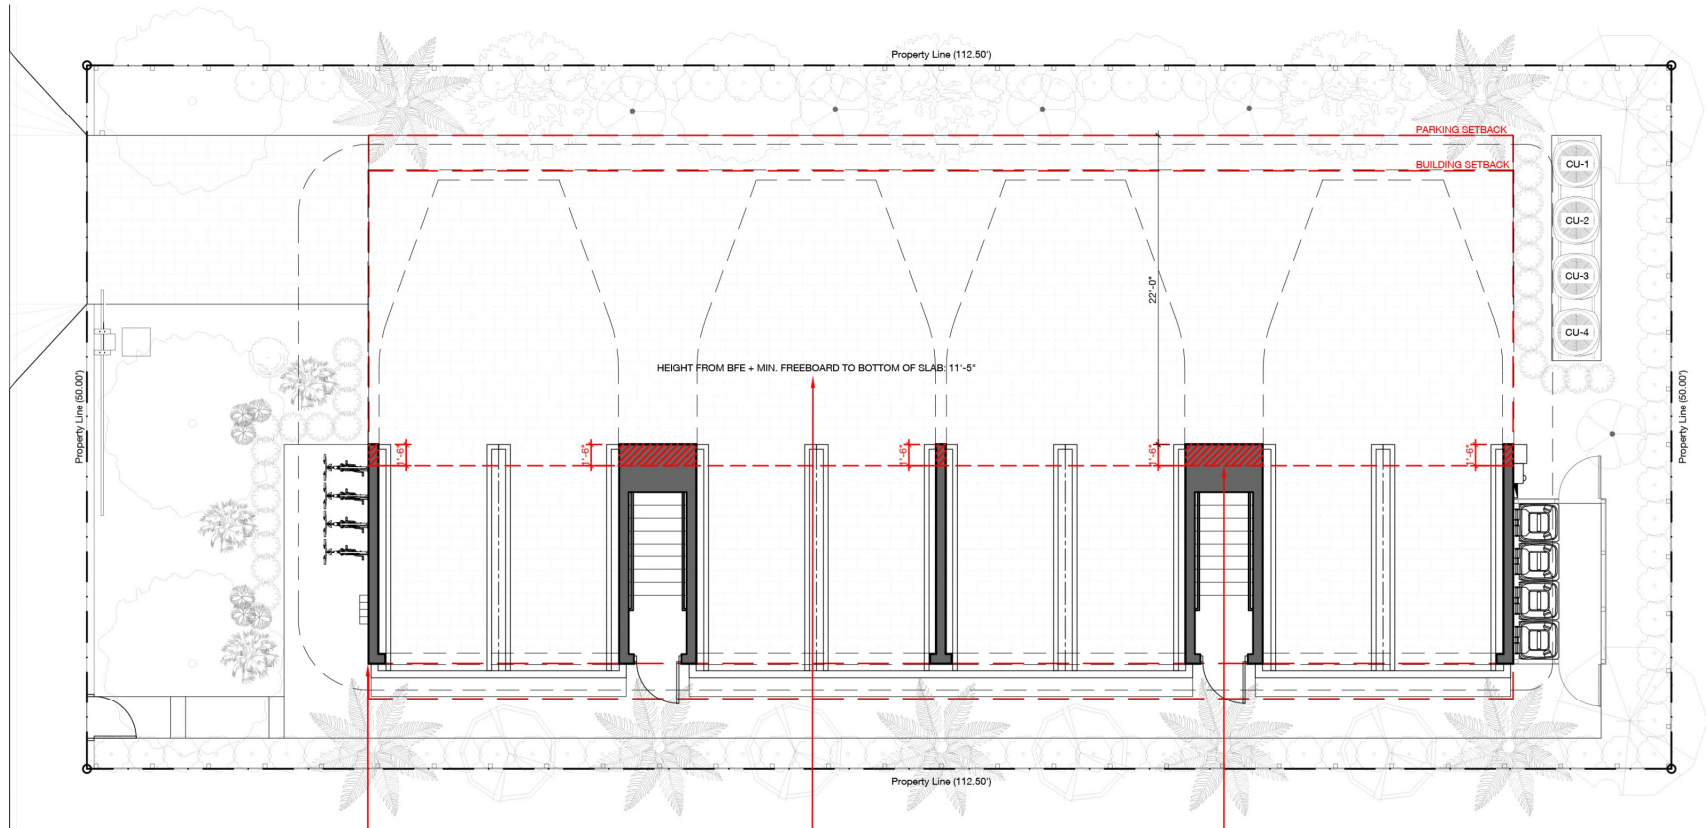 Property Line (112.50')
PARKING SETBACK
BUILDING SETBACK
CU-1
CU-2
CU-3
CU-4
22'-0"
HEIGHT FROM BFE + MIN. FREEBOARD TO BOTTOM OF SLAB: 11'-5"
Property Line (50.00')
Property Line (50.00')
1'-6"
1'-6"
1'-6"
1'-6"
1'-6"
Property Line (112.50')